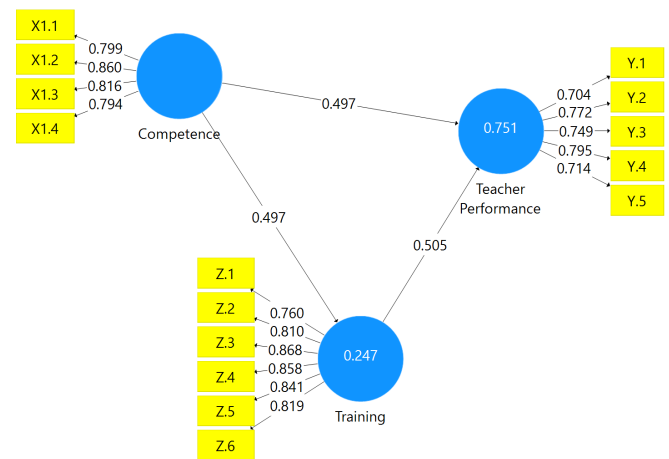 X1.1
X1.2
X1.3
X1.4
0.799
0.860
0.816
0.794
Competence
0.497
0.497
0.751
Teacher
Performance
0.704
0.772
0.749
0.795
0.714
Y.1
Y.2
Y.3
Y.4
Y.5
0.505
Z.1
Z.2
Z.3
Z.4
Z.5
Z.6
0.760
0.810
0.868
0.858
0.841
0.819
0.247
Training